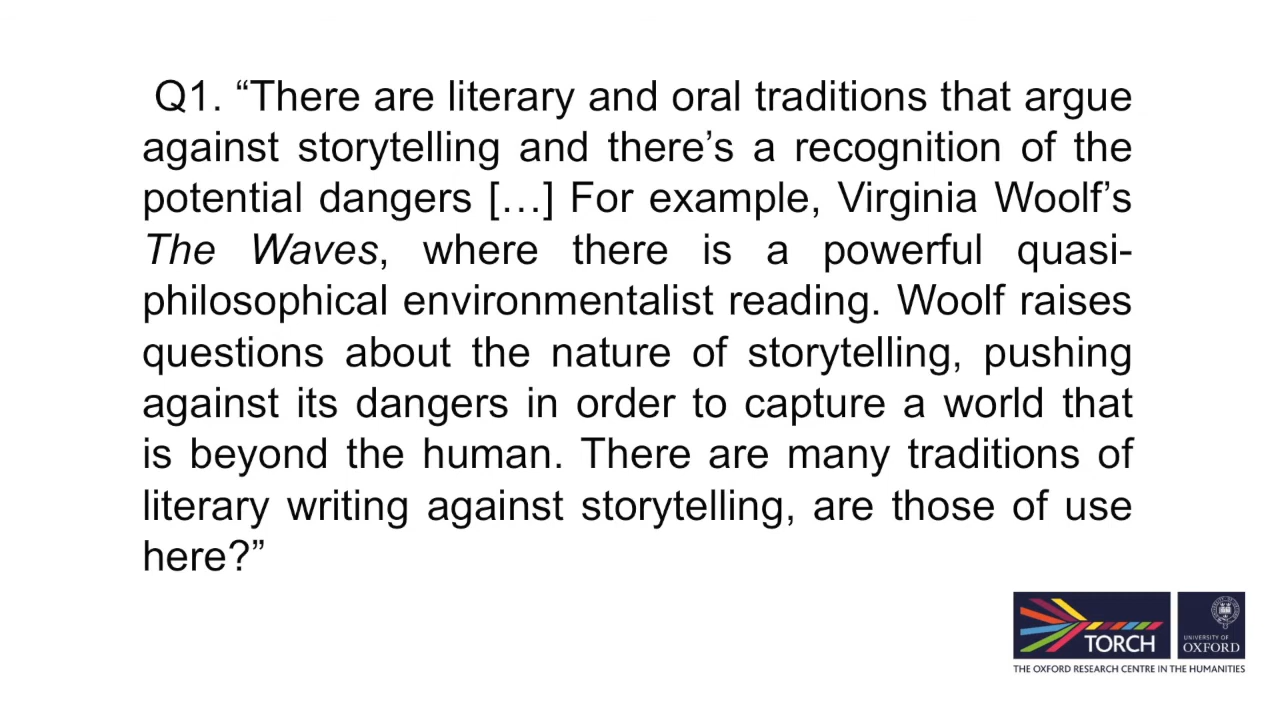 Q1. “There are literary and oral traditions that argue
against storytelling and there’s a recognition of the
potential dangers […] For example, Virginia Woolf’s
The Waves, where there is a powerful quasi-
philosophical environmentalist reading. Woolf raises
questions about the nature of storytelling, pushing
against its dangers in order to capture a world that
is beyond the human. There are many traditions of
literary writing against storytelling, are those of use
here?”
TORCH
UNIVERSITY OF
OXFORD
THE OXFORD RESEARCH CENTRE IN THE HUMANITIES